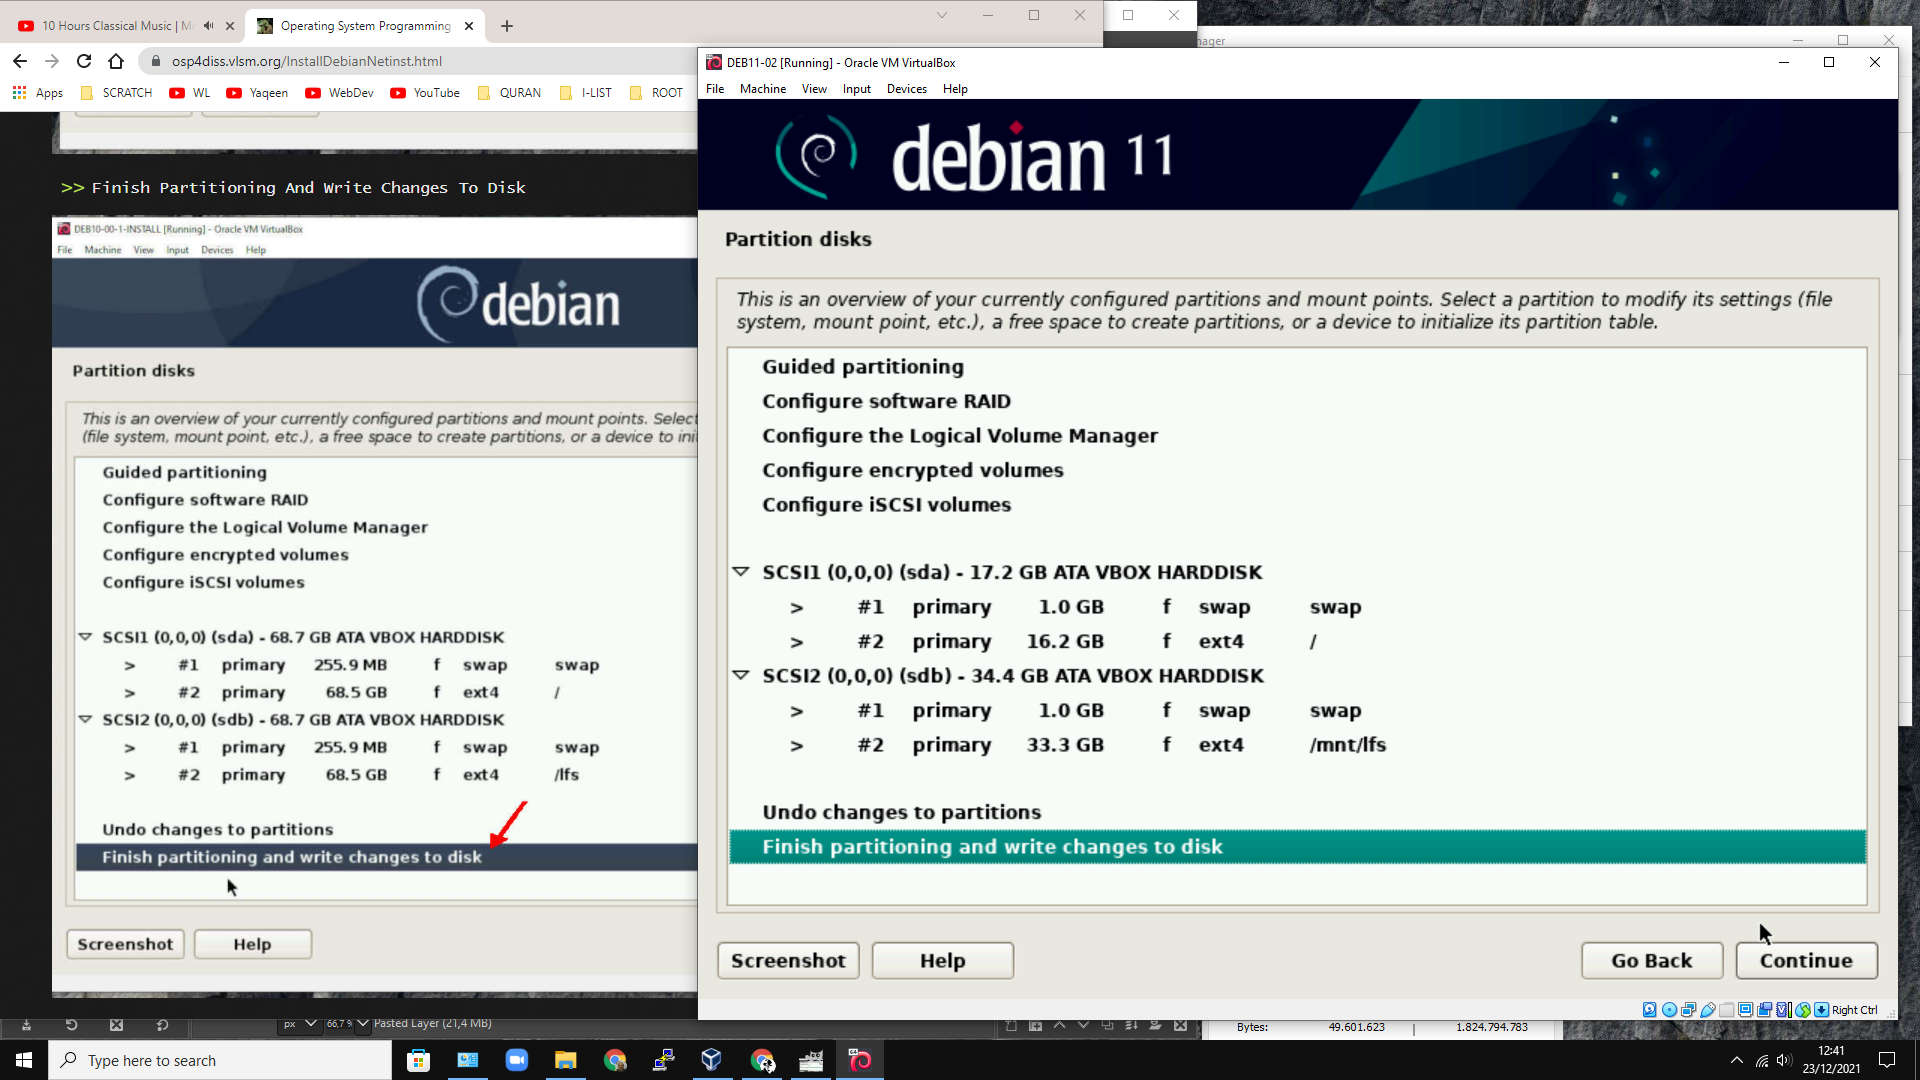 10 Hours Classical Music | M
Operating System Programming
osp4diss.vlsm.org/InstallDebianNetinst.html
Apps
SCRATCH
WL
Yaqeen
WebDev
YouTube
QURAN
I-LIST
ROOT
>> Finish Partitioning And Write Changes To Disk
DEB10-00-1-INSTALL [Running] - Oracle VM VirtualBox
File Machine View Input Devices Help
debian
Partition disks
This is an overview of your currently configured partitions and mount points. Select
(file system, mount point, etc.), a free space to create partitions, or a device to ini
Guided partitioning
Configure software RAID
Configure the Logical Volume Manager
Configure encrypted volumes
Configure iSCSI volumes
SCSI1 (0,0,0) (sda) - 68.7 GB ATA VBOX HARDDISK
> #1 primary 255.9 MB f swap swap
> #2 primary 68.5 GB f ext4 /
SCSI2 (0,0,0) (sdb) - 68.7 GB ATA VBOX HARDDISK
> #1 primary 255.9 MB f swap swap
> #2 primary 68.5 GB f ext4 /lfs
Undo changes to partitions
Finish partitioning and write changes to disk
Screenshot
Help
nager
DEB11-02 [Running] - Oracle VM VirtualBox
File Machine View Input Devices Help
debian 11
Partition disks
This is an overview of your currently configured partitions and mount points. Select a partition to modify its settings (file
system, mount point, etc.), a free space to create partitions, or a device to initialize its partition table.
Guided partitioning
Configure software RAID
Configure the Logical Volume Manager
Configure encrypted volumes
Configure iSCSI volumes
SCSI1 (0,0,0) (sda) - 17.2 GB ATA VBOX HARDDISK
> #1 primary 1.0 GB f swap swap
> #2 primary 16.2 GB f ext4 /
SCSI2 (0,0,0) (sdb) - 34.4 GB ATA VBOX HARDDISK
> #1 primary 1.0 GB f swap swap
> #2 primary 33.3 GB f ext4 /mnt/lfs
Undo changes to partitions
Finish partitioning and write changes to disk
Screenshot
Help
Go Back
Continue
Right Ctrl
px
66,7 %
Pasted Layer (21,4 MB)
Bytes: 49.601.623 | 1.824.794.783
Type here to search
12:41
23/12/2021